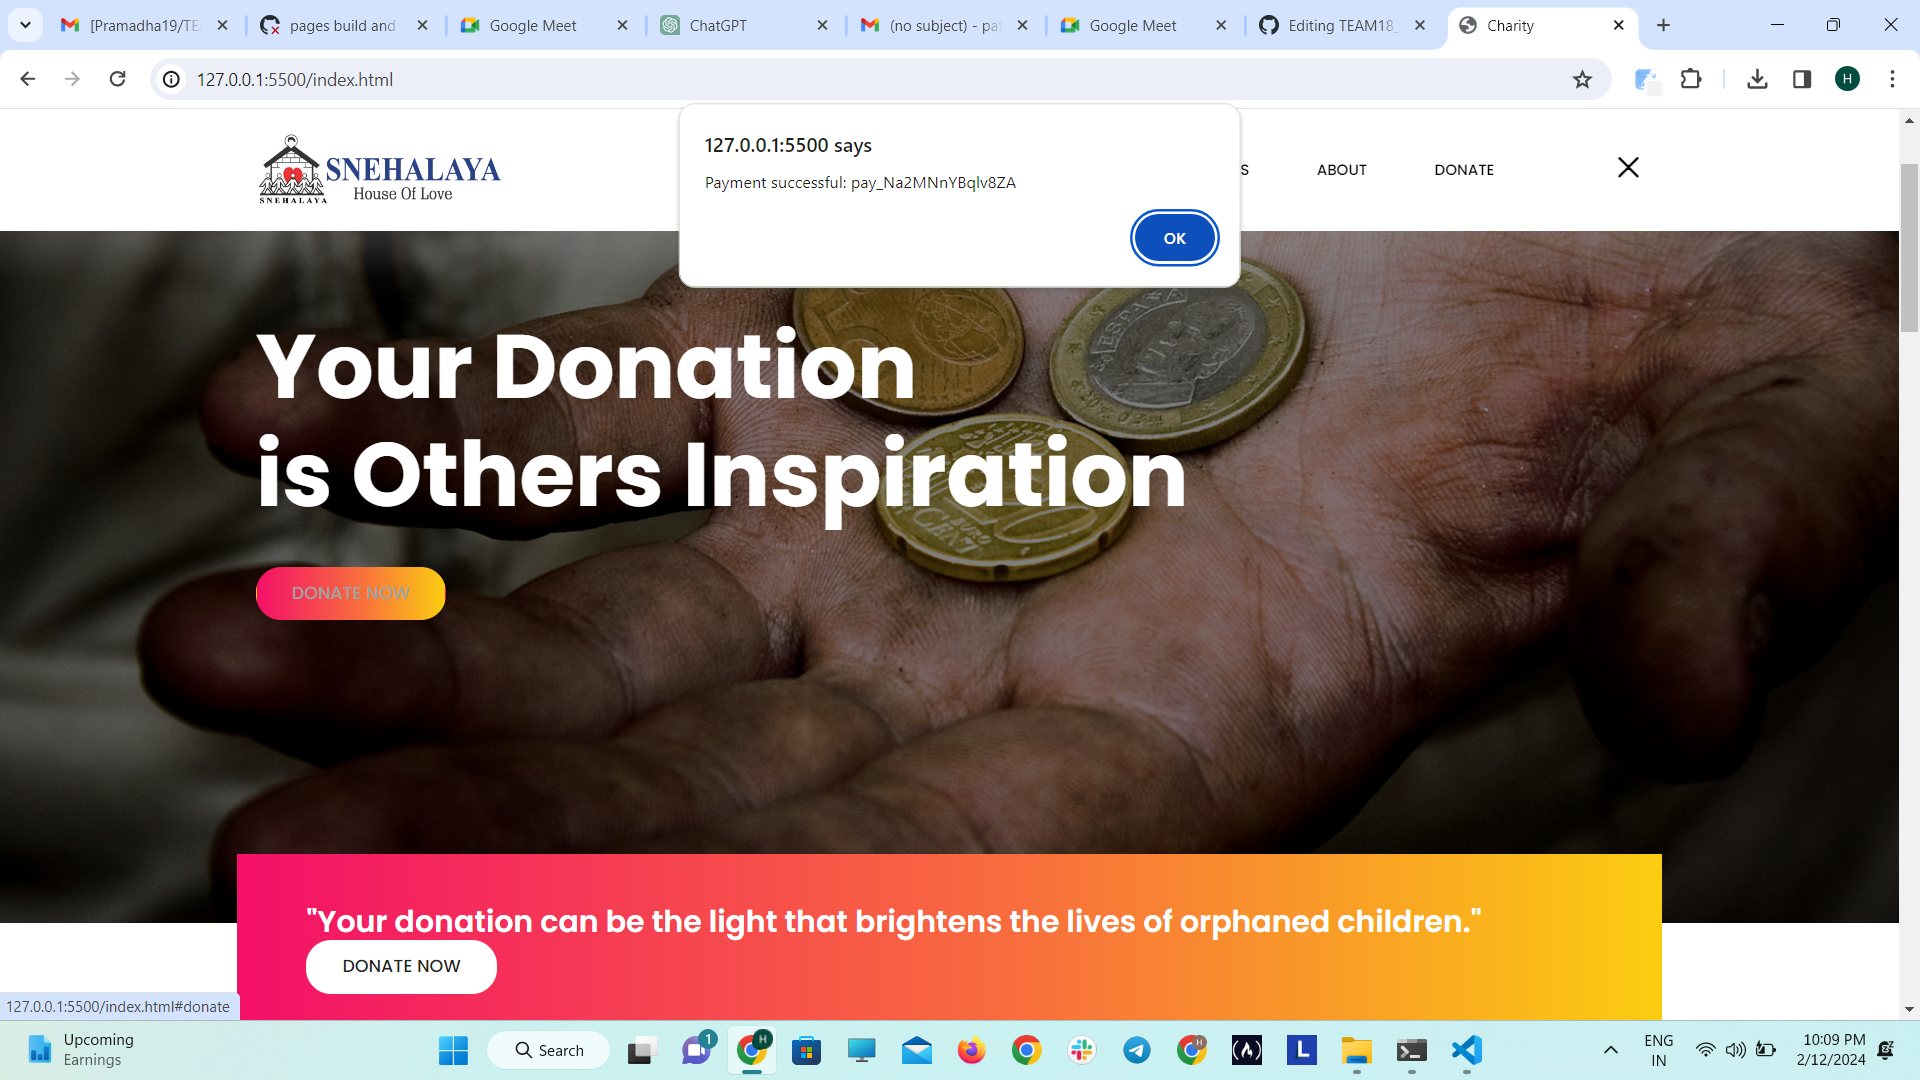 [Pramadha19/TEA
pages build and
Google Meet
ChatGPT
(no subject) - pat
Google Meet
Editing TEAM18_
Charity
127.0.0.1:5500/index.html
127.0.0.1:5500 says
Payment successful: pay_Na2MNnYBqlv8ZA
OK
SNEHALAYA
SNEHALAYA
House Of Love
S
ABOUT
DONATE
Your Donation
is Others Inspiration
DONATE NOW
"Your donation can be the light that brightens the lives of orphaned children."
DONATE NOW
127.0.0.1:5500/index.html#donate
Upcoming
Earnings
Search
1
H
H
H
L
ENG
IN
10:09 PM
2/12/2024